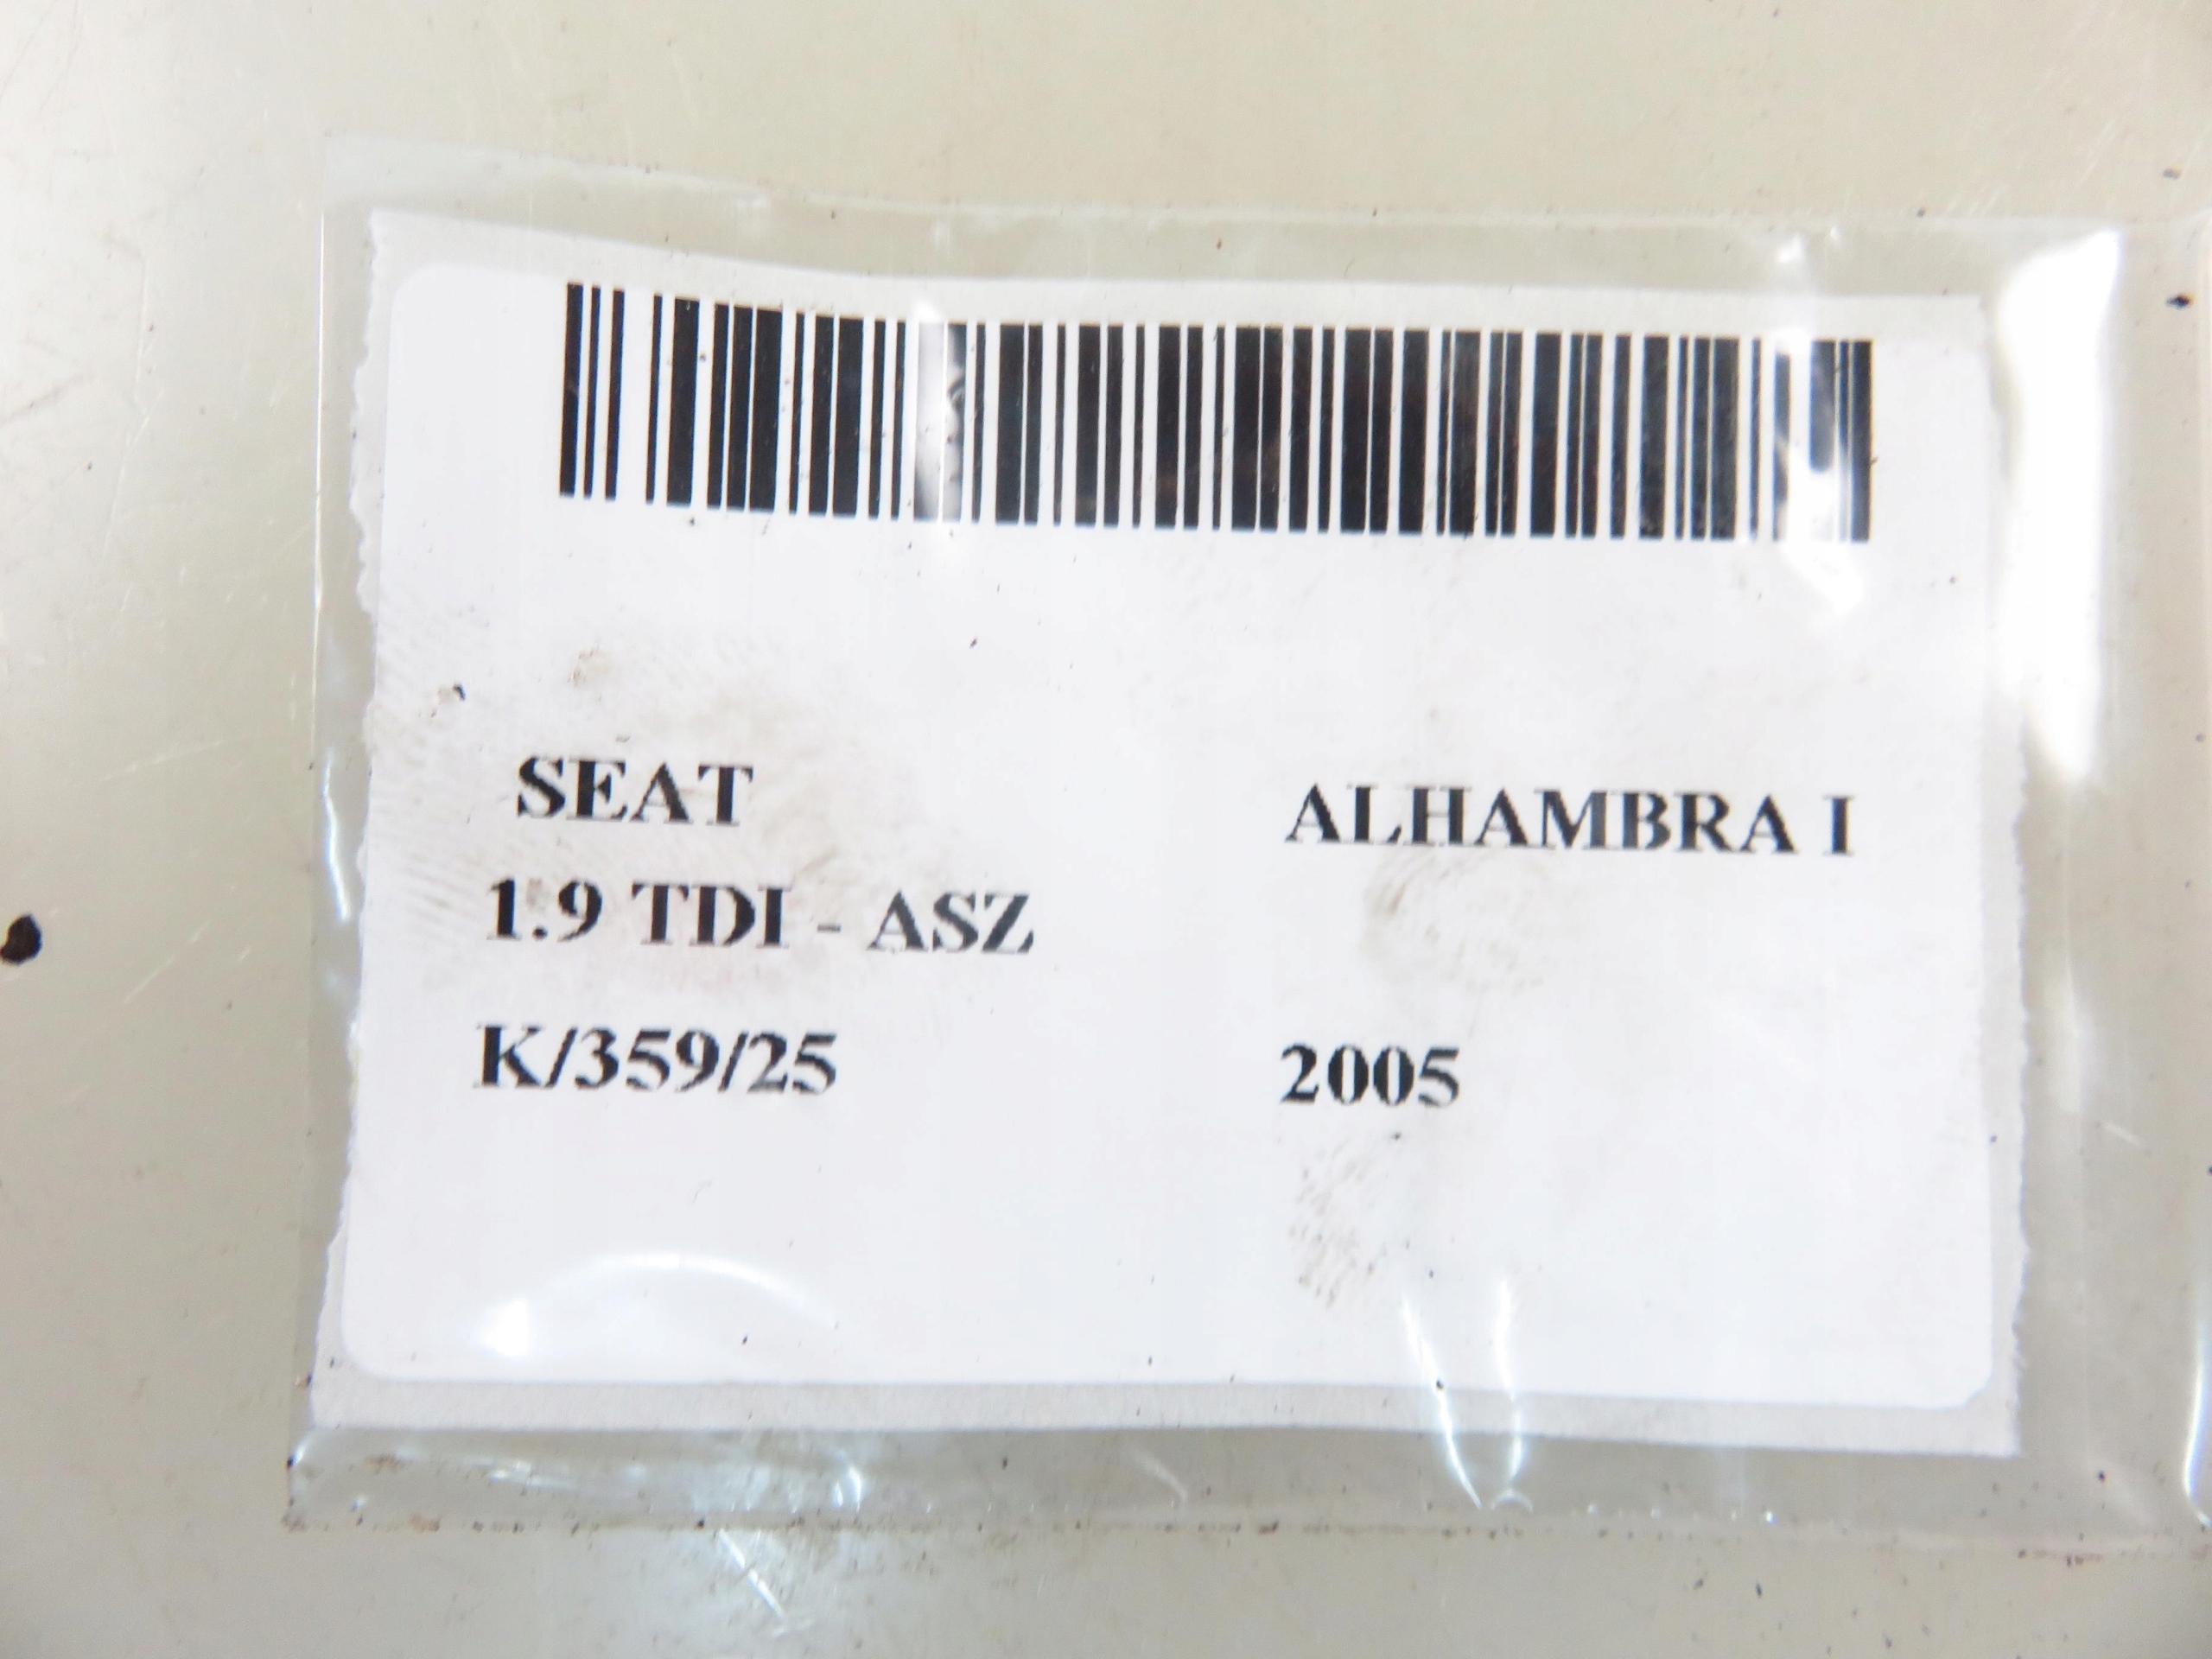 SEAT ALHAMBRA I
1.9 TDI - ASZ
K/359/25 2005